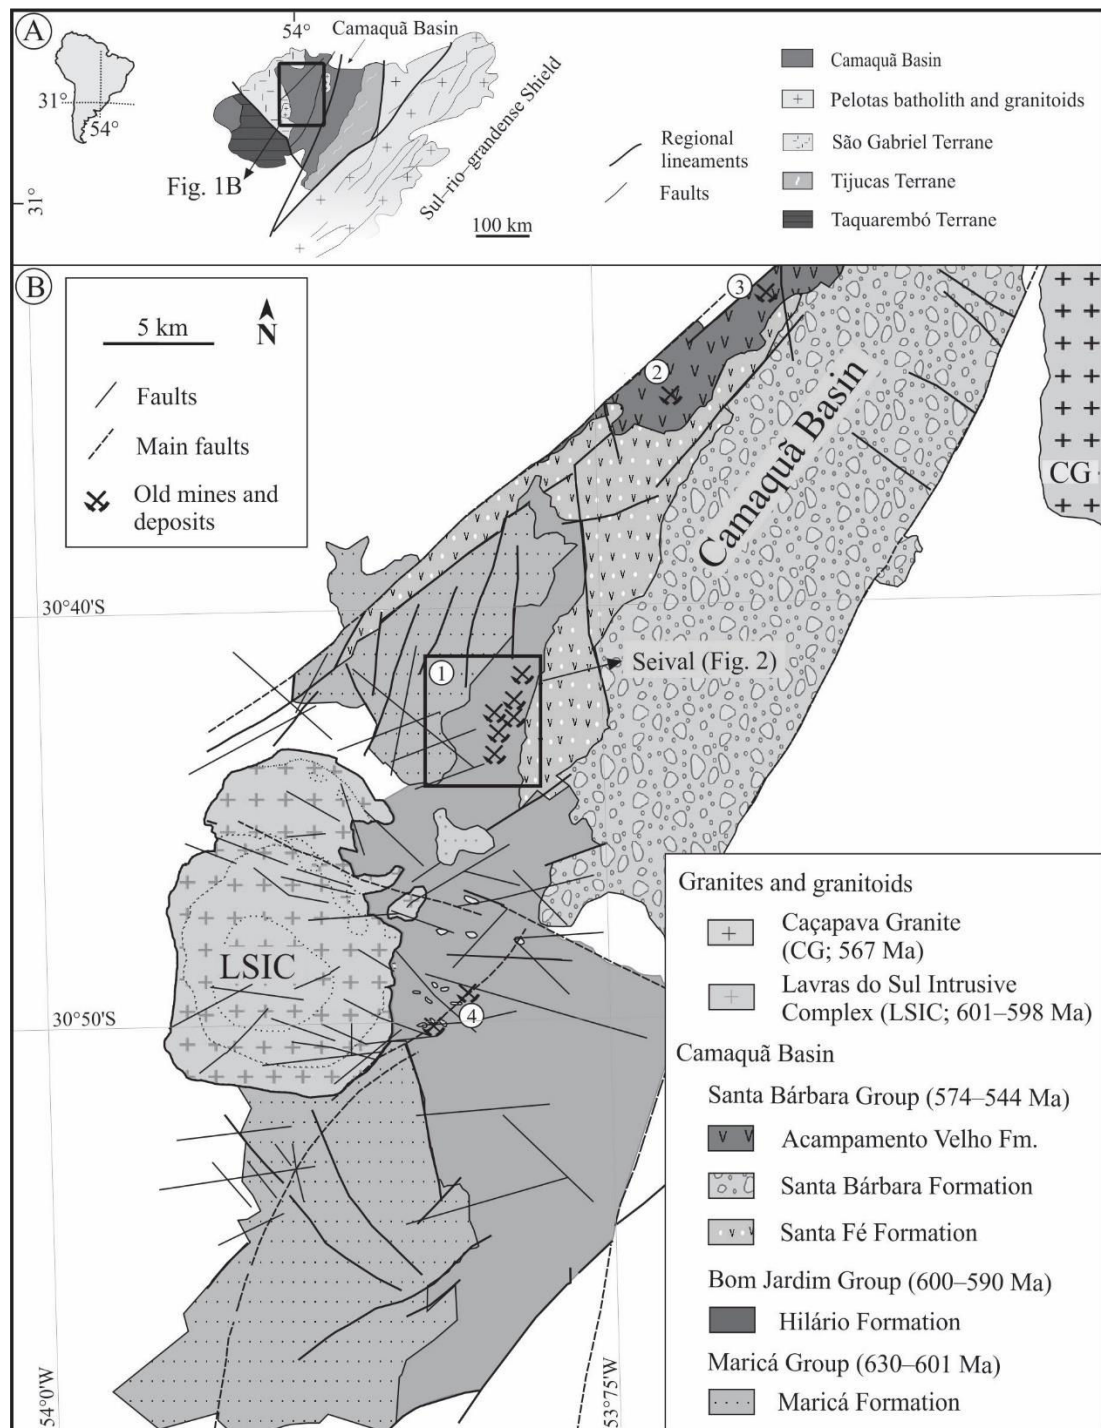 A
54°
Camaquã Basin
31°
54°
Fig. 1B
31°
Sul–rio–grandense Shield
100 km
Regional
lineaments
Faults
Camaquã Basin
Pelotas batholith and granitoids
São Gabriel Terrane
Tijucas Terrane
Taquarembó Terrane
B
5 km
N
Faults
Main faults
Old mines and
deposits
3
2
Camaquã Basin
CG
30°40'S
1
Seival (Fig. 2)
LSIC
30°50'S
4
54°0'W
53°75'W
Granites and granitoids
Caçapava Granite
(CG; 567 Ma)
Lavras do Sul Intrusive
Complex (LSIC; 601–598 Ma)
Camaquã Basin
Santa Bárbara Group (574–544 Ma)
Acampamento Velho Fm.
Santa Bárbara Formation
Santa Fé Formation
Bom Jardim Group (600–590 Ma)
Hilário Formation
Maricá Group (630–601 Ma)
Maricá Formation